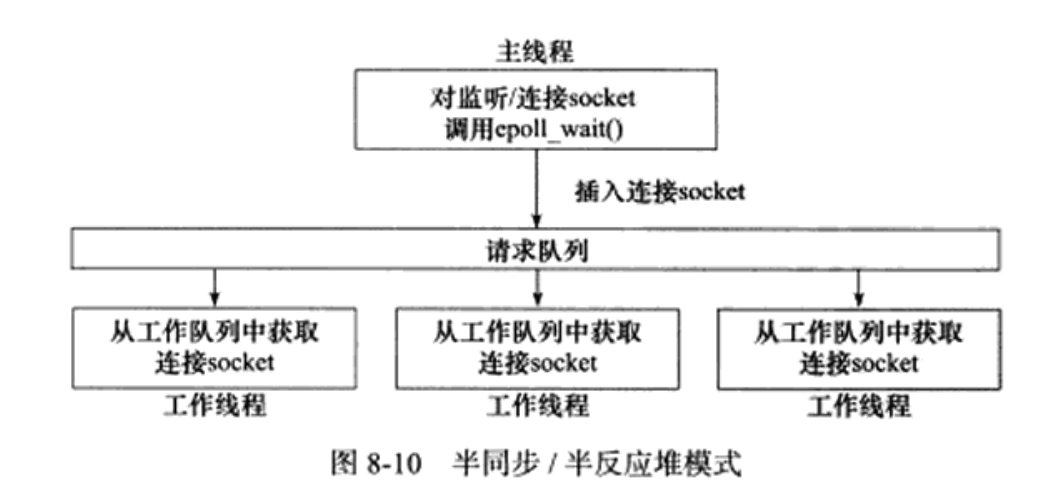 主线程
对监听/连接socket
调用epoll_wait()
插入连接socket
请求队列
从工作队列中获取
连接socket
从工作队列中获取
连接socket
从工作队列中获取
连接socket
工作线程
工作线程
工作线程
图 8-10 半同步 / 半反应堆模式